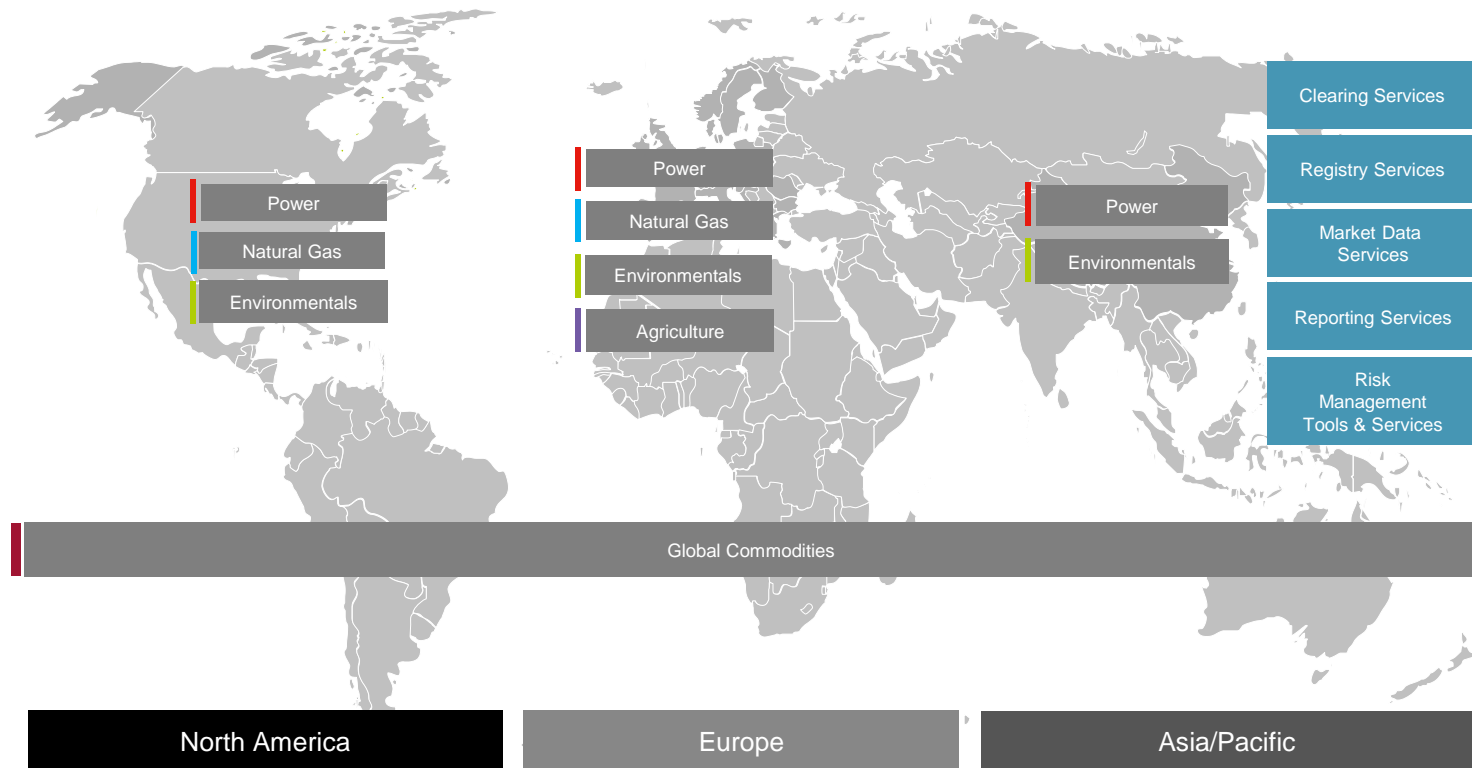 Power
Natural Gas
Environmentals
Power
Natural Gas
Environmentals
Agriculture
Power
Environmentals
Clearing Services
Registry Services
Market Data
Services
Reporting Services
Risk
Management
Tools & Services
Global Commodities
North America
Europe
Asia/Pacific